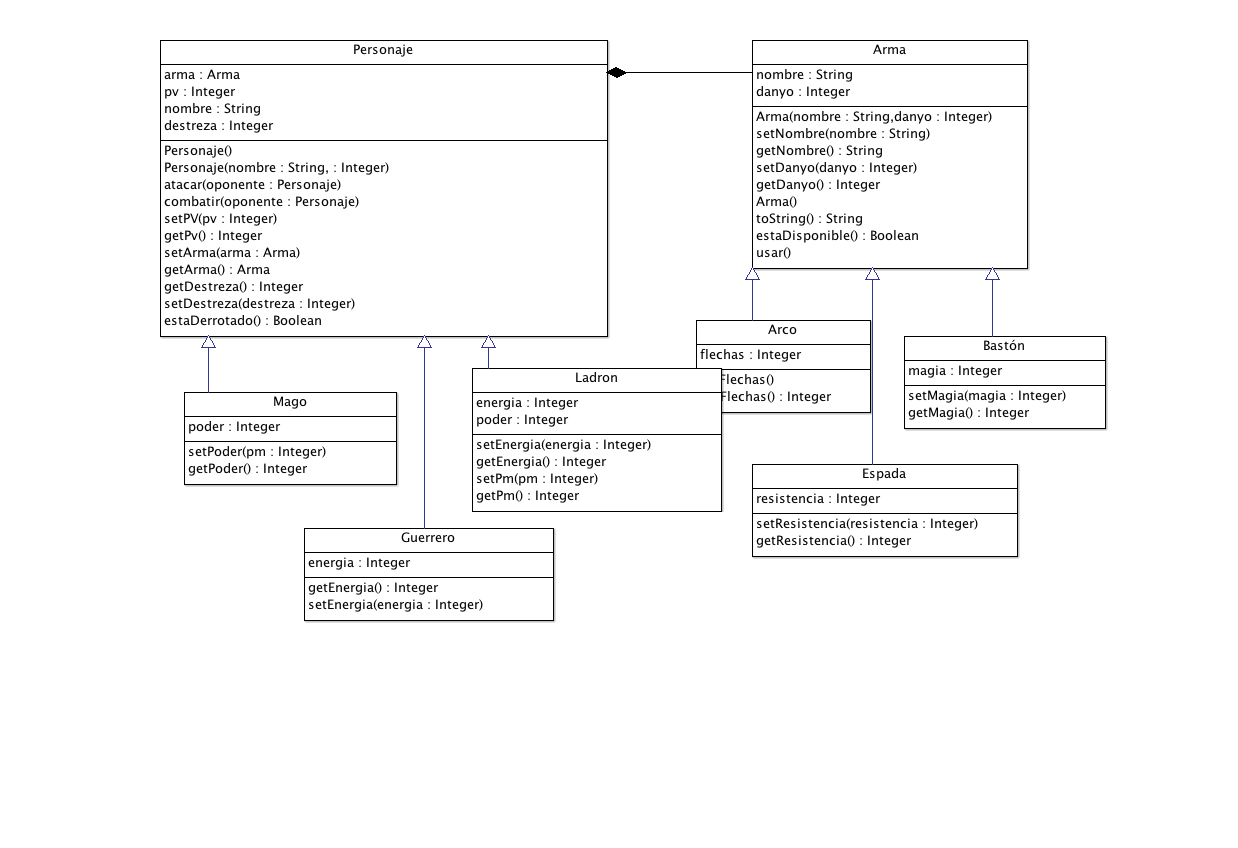 Personaje
arma : Arma
pv : Integer
nombre : String
destreza : Integer
Personaje()
Personaje(nombre : String, : Integer)
atacar(oponente : Personaje)
combatir(oponente : Personaje)
setPV(pv : Integer)
getPv() : Integer
setArma(arma : Arma)
getArma() : Arma
getDestreza() : Integer
setDestreza(destreza : Integer)
estaDerrotado() : Boolean
Arma
nombre : String
danyo : Integer
Arma(nombre : String,danyo : Integer)
setNombre(nombre : String)
getNombre() : String
setDanyo(danyo : Integer)
getDanyo() : Integer
Arma()
toString() : String
estaDisponible() : Boolean
usar()
Mago
poder : Integer
setPoder(pm : Integer)
getPoder() : Integer
Guerrero
energia : Integer
getEnergia() : Integer
setEnergia(energia : Integer)
Ladron
energia : Integer
poder : Integer
setEnergia(energia : Integer)
getEnergia() : Integer
setPm(pm : Integer)
getPm() : Integer
Arco
flechas : Integer
Flechas()
Flechas() : Integer
Espada
resistencia : Integer
setResistencia(resistencia : Integer)
getResistencia() : Integer
Bastón
magia : Integer
setMagia(magia : Integer)
getMagia() : Integer